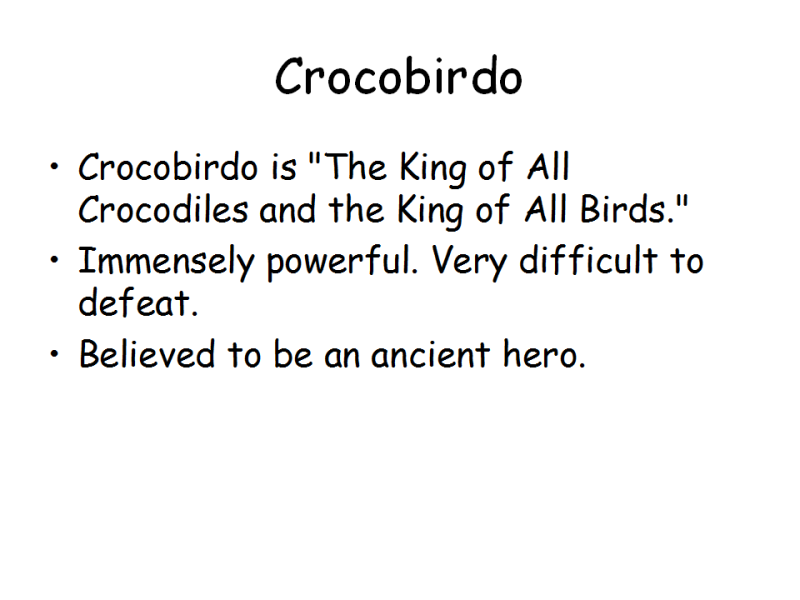 Crocobirdo
• Crocobirdo is "The King of All
Crocodiles and the King of All Birds."
• Immensely powerful. Very difficult to
defeat.
• Believed to be an ancient hero.